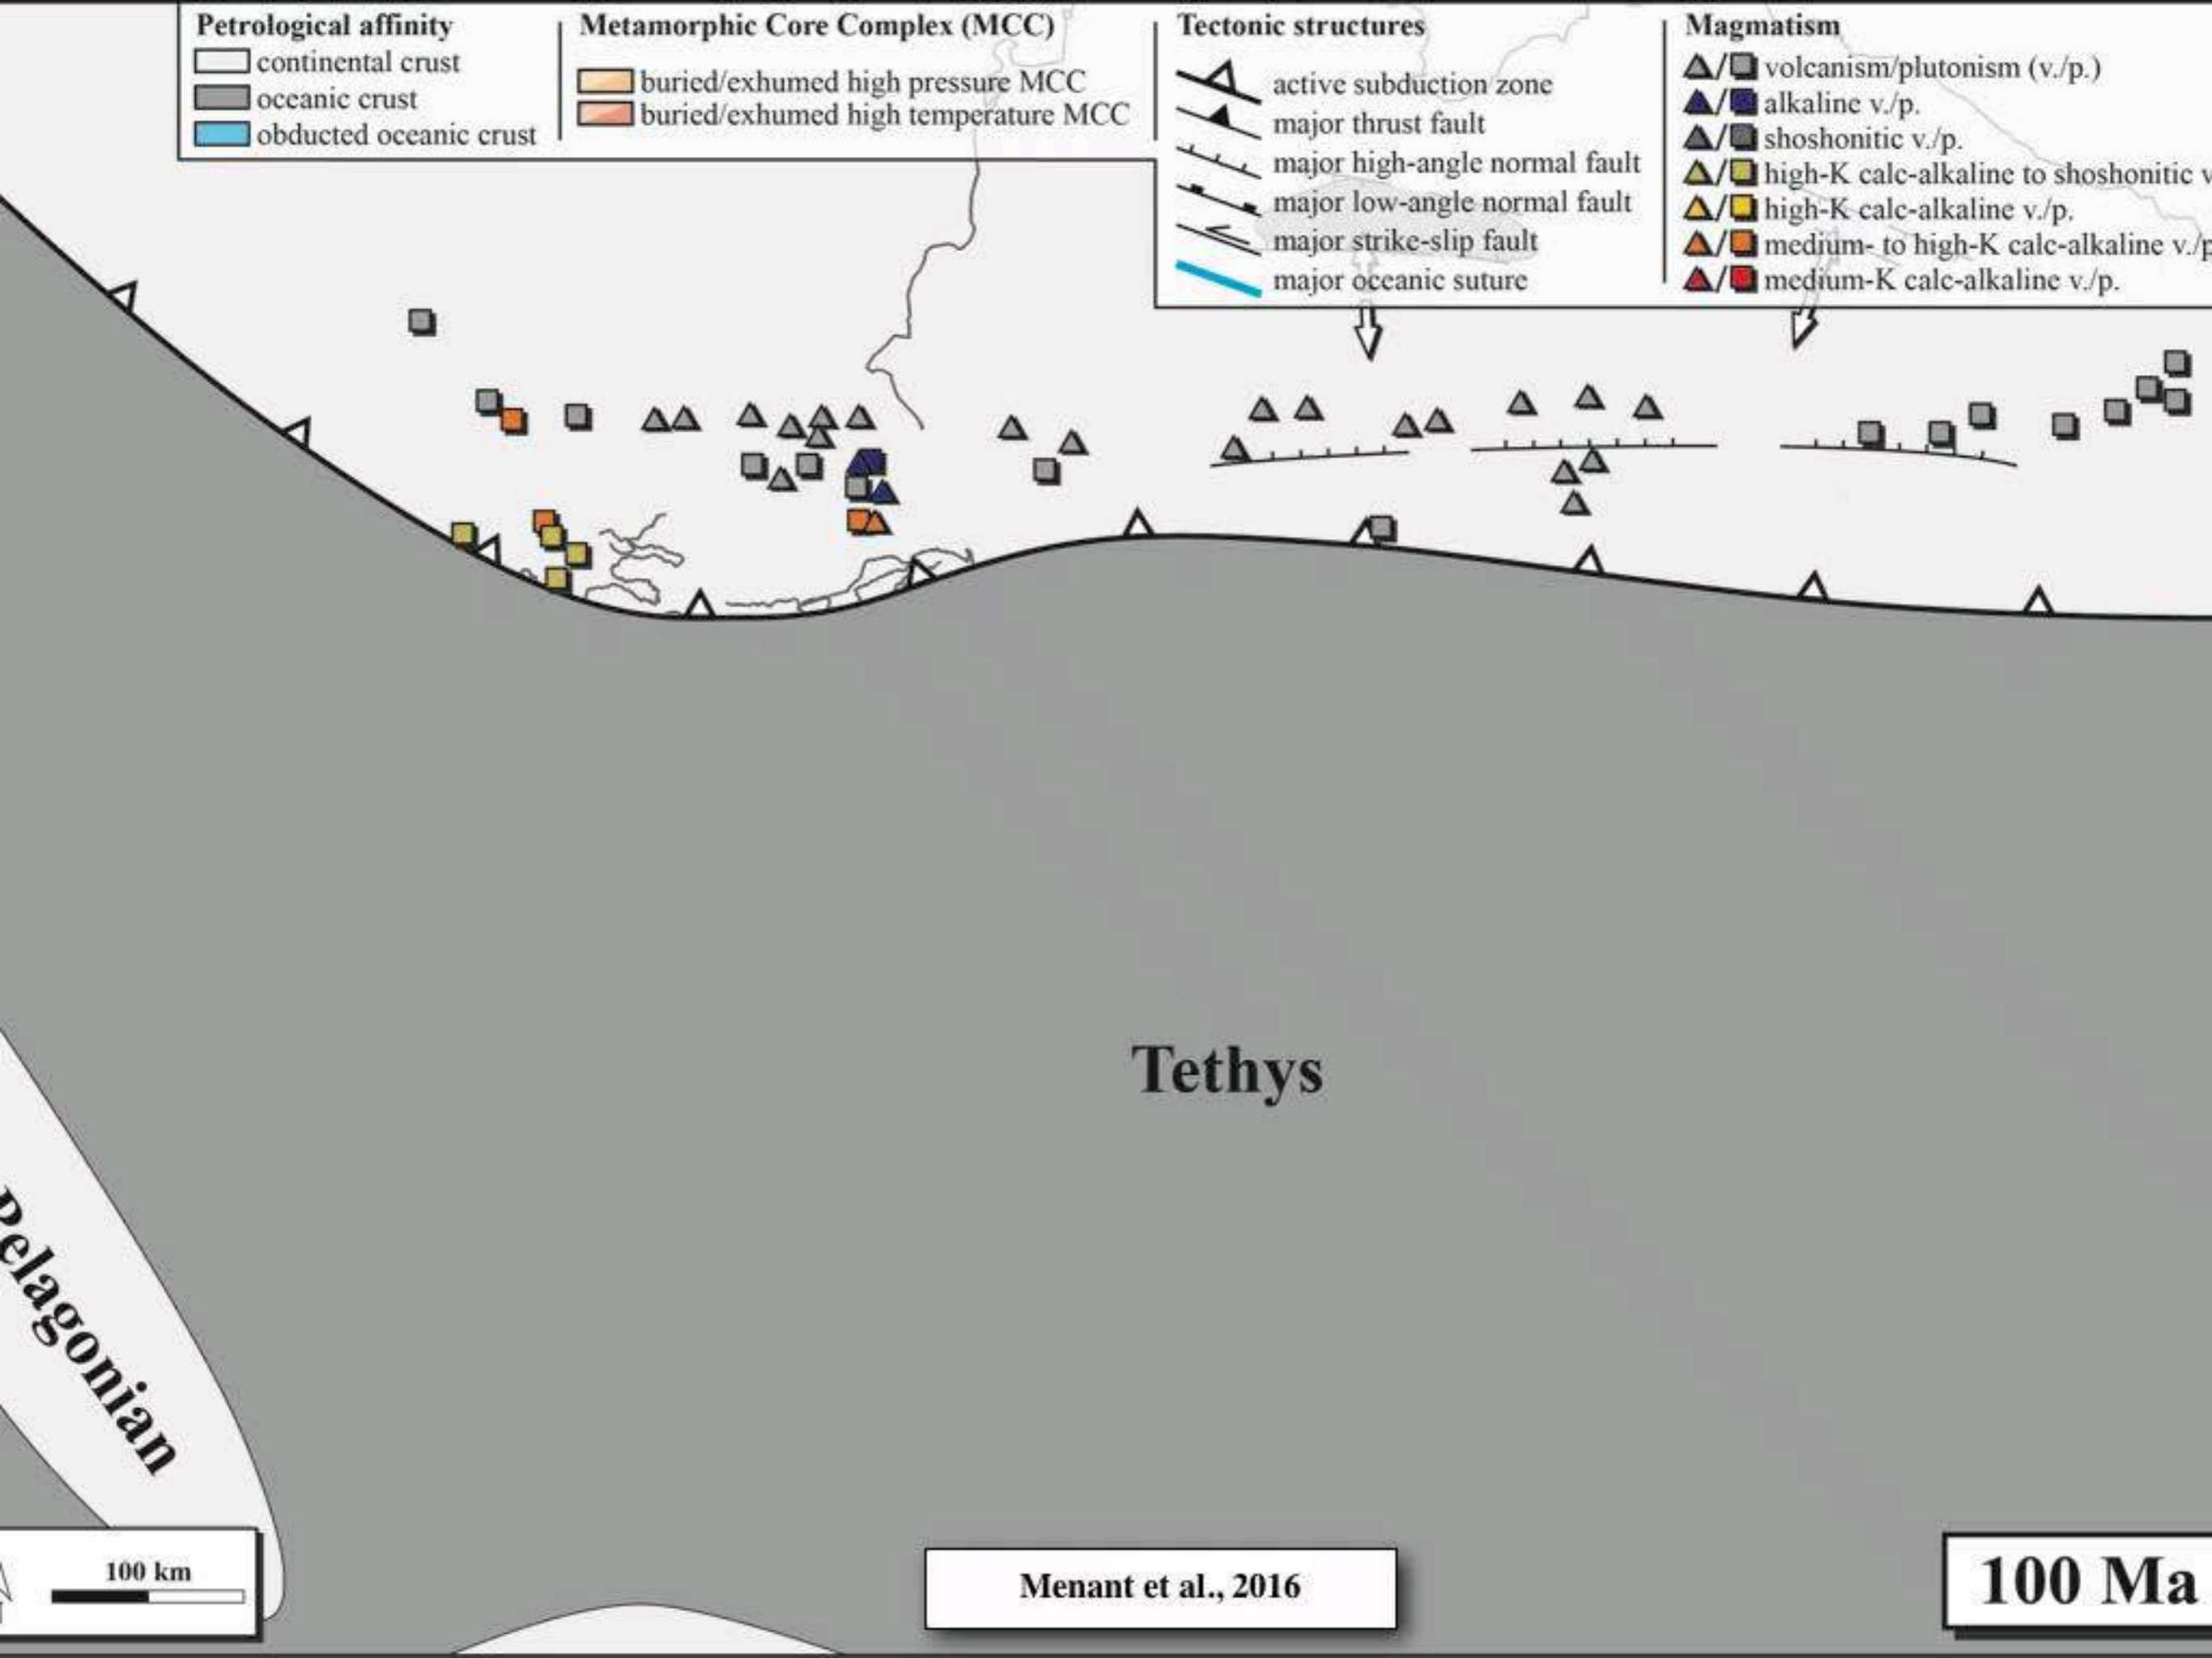 Petrological affinity
continental crust
oceanic crust
obducted oceanic crust
Metamorphic Core Complex (MCC)
buried/exhumed high pressure MCC
buried/exhumed high temperature MCC
Tectonic structures
active subduction zone
major thrust fault
major high-angle normal fault
major low-angle normal fault
major strike-slip fault
major oceanic suture
Magmatism
volcanism/plutonism (v./p.)
alkaline v./p.
shoshonitic v./p.
high-K calc-alkaline to shoshonitic v
high-K calc-alkaline v./p.
medium- to high-K calc-alkaline v./p
medium-K calc-alkaline v./p.
Tethys
Pelagonian
100 km
Menant et al., 2016
100 Ma